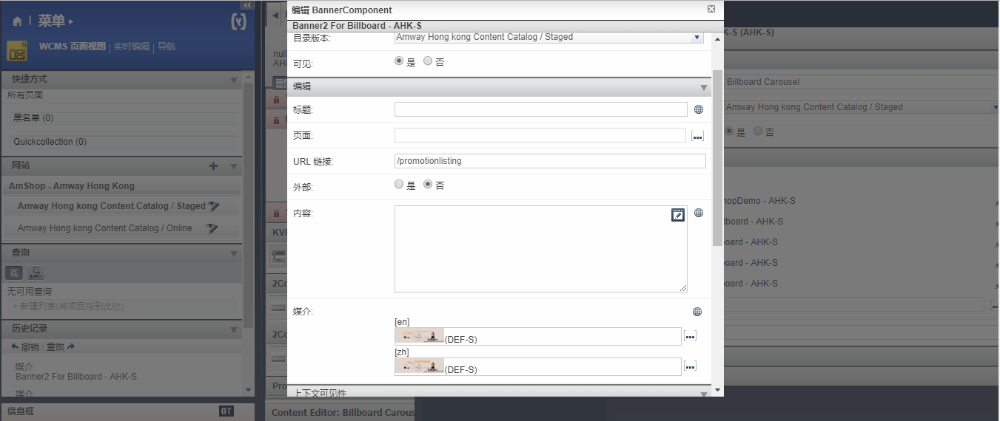 菜单
WCMS 页面视图 | 实时编辑 | 导航
快捷方式
所有页面
黑名单 (0)
Quickcollection (0)
网站
AmShop - Amway Hong Kong
Amway Hong kong Content Catalog / Staged
Amway Hong kong Content Catalog / Online
查询
无可用查询
+ 新建列表(将项目拖到此处)
历史记录
撤销 | 重做
媒介
Banner2 For Billboard - AHK-S
媒介
信息框
0T
null
AH
KV
2Co
2Co
Pro
Content Editor: Billboard Carous
编辑 BannerComponent
Banner2 For Billboard - AHK-S
目录版本:
Amway Hong kong Content Catalog / Staged
可见:
是 否
编辑
标题:
页面:
URL 链接:
/promotionlisting
外部:
是 否
内容:
媒介:
[en]
(DEF-S)
[zh]
(DEF-S)
上下文可见性
K-S (AHK-S)
Billboard Carousel
Amway Hong kong Content Catalog / Staged
是 否
hopDemo - AHK-S
llboard - AHK-S
oard - AHK-S
oard - AHK-S
oard - AHK-S